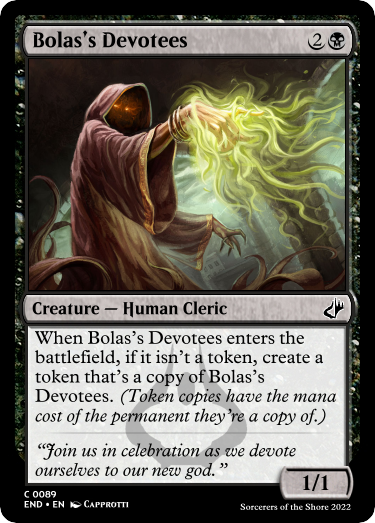 Bolas's Devotees 2
Creature — Human Cleric
When Bolas's Devotees enters the
battlefield, if it isn't a token, create a
token that's a copy of Bolas's
Devotees. (Token copies have the mana
cost of the permanent they're a copy of.)
"Join us in celebration as we devote
ourselves to our new god."
1/1
C 0089
END • EN CAPPROTTI
Sorcerers of the Shore 2022